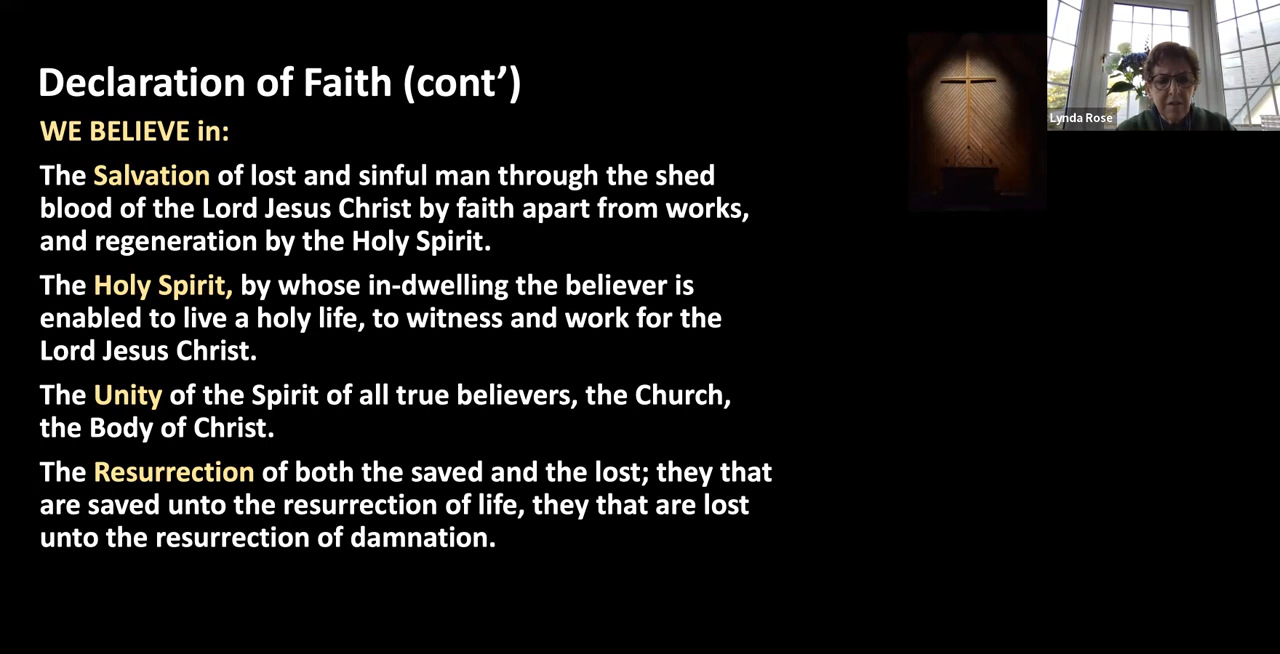 Declaration of Faith (cont’)
WE BELIEVE in:
The Salvation of lost and sinful man through the shed
blood of the Lord Jesus Christ by faith apart from works,
and regeneration by the Holy Spirit.
The Holy Spirit, by whose in-dwelling the believer is
enabled to live a holy life, to witness and work for the
Lord Jesus Christ.
The Unity of the Spirit of all true believers, the Church,
the Body of Christ.
The Resurrection of both the saved and the lost; they that
are saved unto the resurrection of life, they that are lost
unto the resurrection of damnation.
Lynda Rose